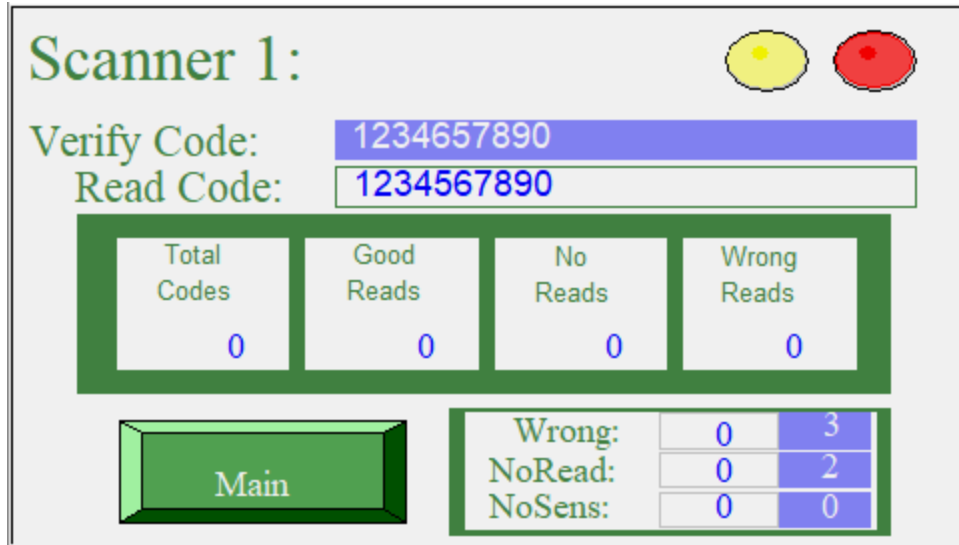 Scanner 1:
Verify Code: 1234657890
Read Code: 1234567890
Total Codes 0
Good Reads 0
No Reads 0
Wrong Reads 0
Main
Wrong: 0 3
NoRead: 0 2
NoSens: 0 0